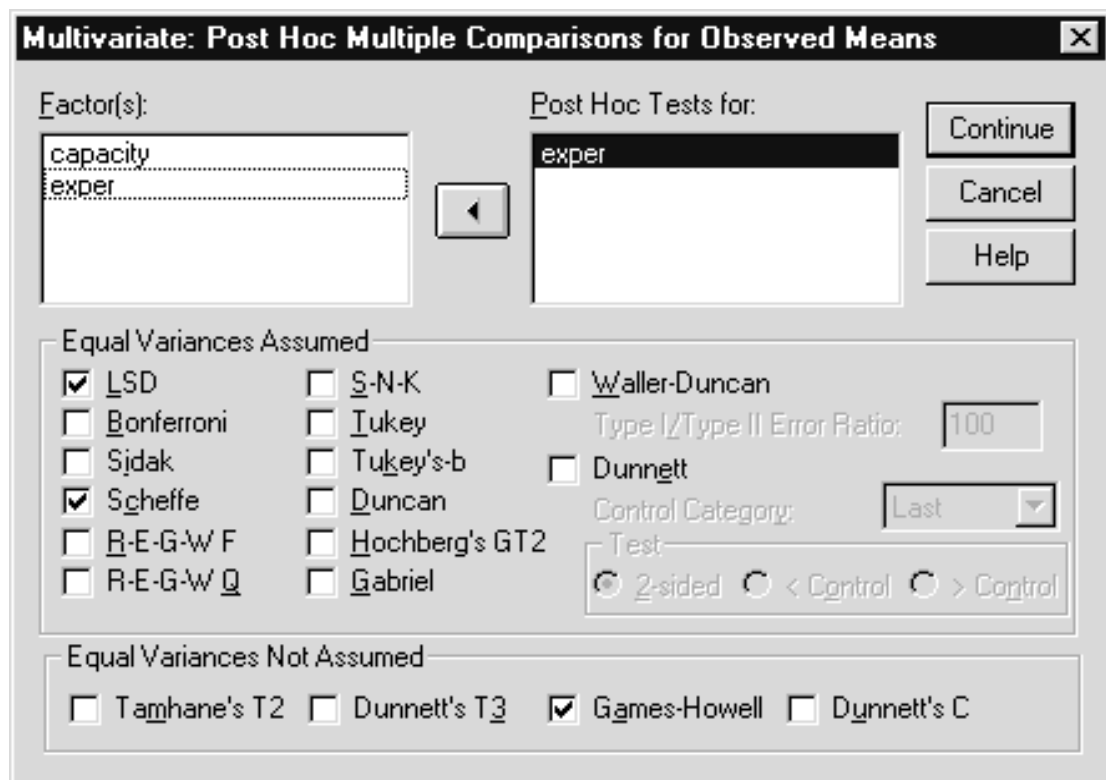 Multivariate: Post Hoc Multiple Comparisons for Observed Means
Factor(s):
capacity
exper
Post Hoc Tests for:
exper
Continue
Cancel
Help
Equal Variances Assumed
LSD
Bonferroni
Sidak
Scheffe
R-E-G-W F
R-E-G-W Q
S-N-K
Tukey
Tukey's-b
Duncan
Hochberg's GT2
Gabriel
Waller-Duncan
Type I/Type II Error Ratio: 100
Dunnett
Control Category: Last
Test
2-sided < Control > Control
Equal Variances Not Assumed
Tamhane's T2 Dunnett's T3 Games-Howell Dunnett's C